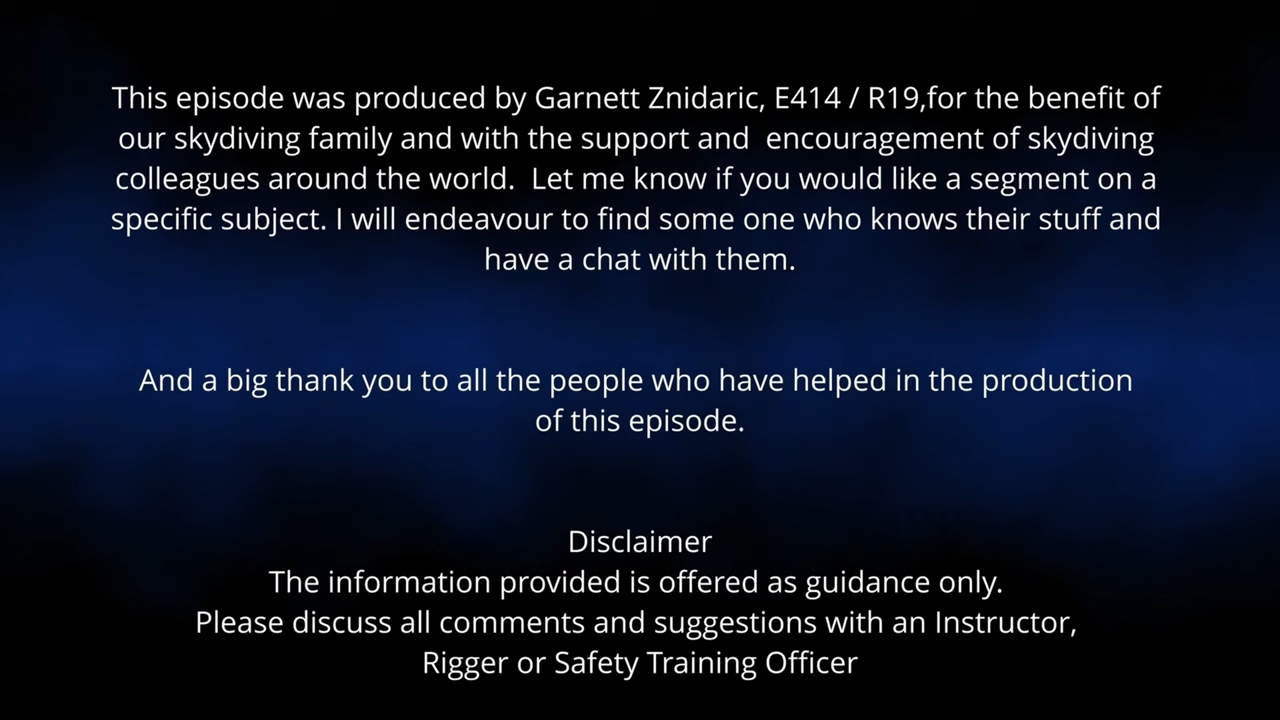 This episode was produced by Garnett Znidaric, E414 / R19,for the benefit of
our skydiving family and with the support and  encouragement of skydiving
colleagues around the world.  Let me know if you would like a segment on a
specific subject. I will endeavour to find some one who knows their stuff and
have a chat with them.
And a big thank you to all the people who have helped in the production
of this episode.
Disclaimer
The information provided is offered as guidance only.
Please discuss all comments and suggestions with an Instructor,
Rigger or Safety Training Officer